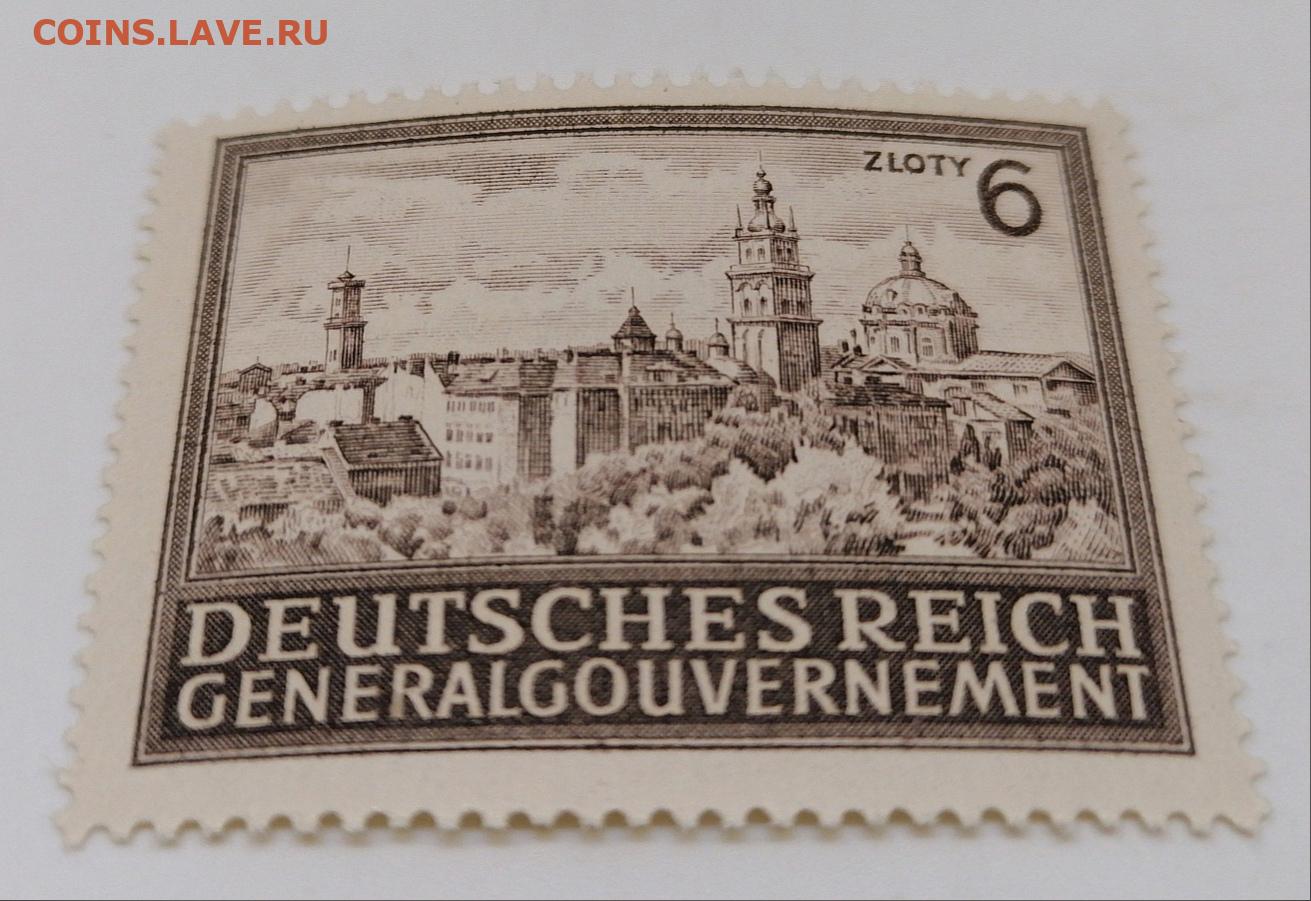 COINS.LAVE.RU
ZLOTY 6
DEUTSCHES REICH
GENERALGOUVERNEMENT